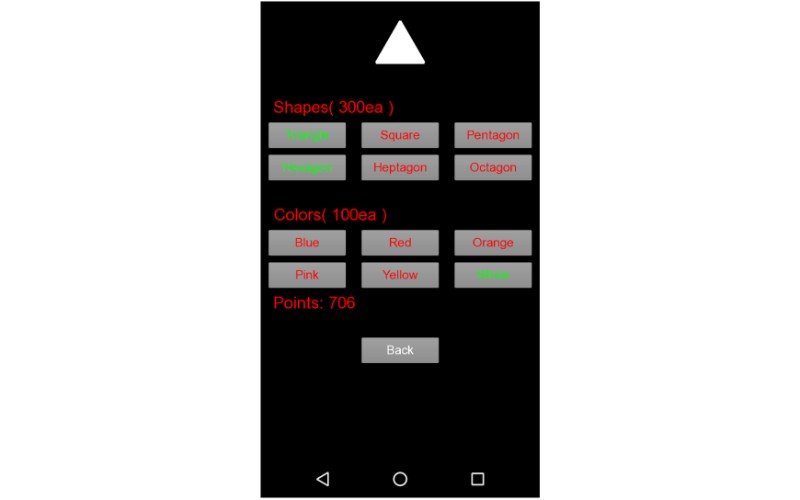 Shapes( 300ea )
Triangle Square Pentagon
Hexagon Heptagon Octagon
Colors( 100ea )
Blue Red Orange
Pink Yellow White
Points: 706
Back